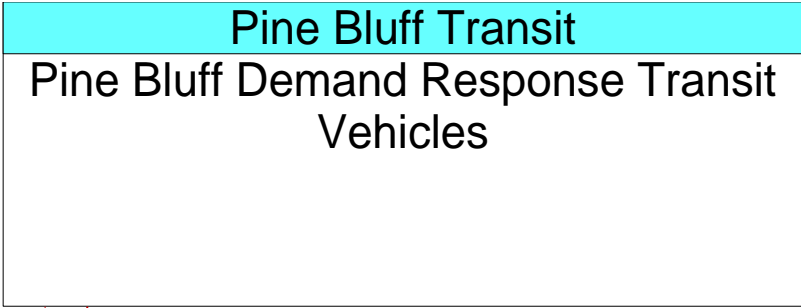 Pine Bluff Transit
Pine Bluff Demand Response Transit
Vehicles